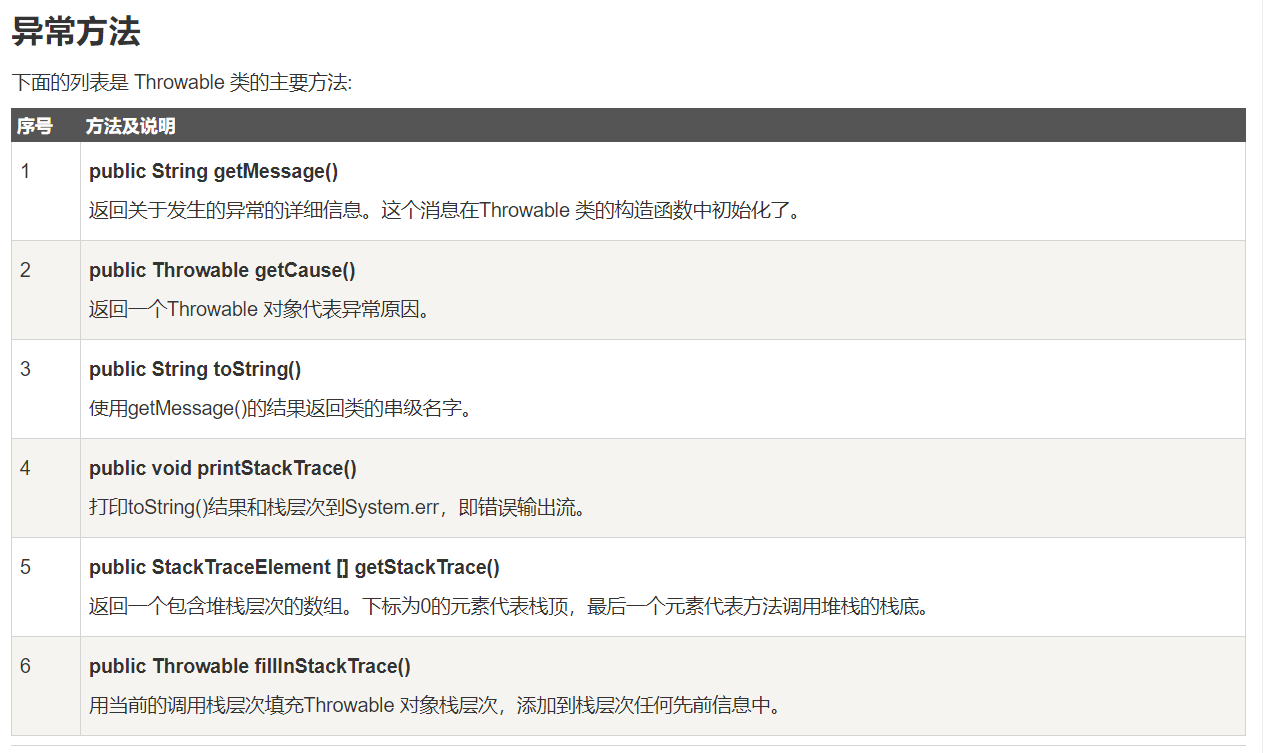 异常方法
下面的列表是 Throwable 类的主要方法:
序号 方法及说明
1 public String getMessage()
返回关于发生的异常的详细信息。这个消息在Throwable 类的构造函数中初始化了。
2 public Throwable getCause()
返回一个Throwable 对象代表异常原因。
3 public String toString()
使用getMessage()的结果返回类的串级名字。
4 public void printStackTrace()
打印toString()结果和栈层次到System.err，即错误输出流。
5 public StackTraceElement [] getStackTrace()
返回一个包含堆栈层次的数组。下标为0的元素代表栈顶，最后一个元素代表方法调用堆栈的栈底。
6 public Throwable fillInStackTrace()
用当前的调用栈层次填充Throwable 对象栈层次，添加到栈层次任何先前信息中。